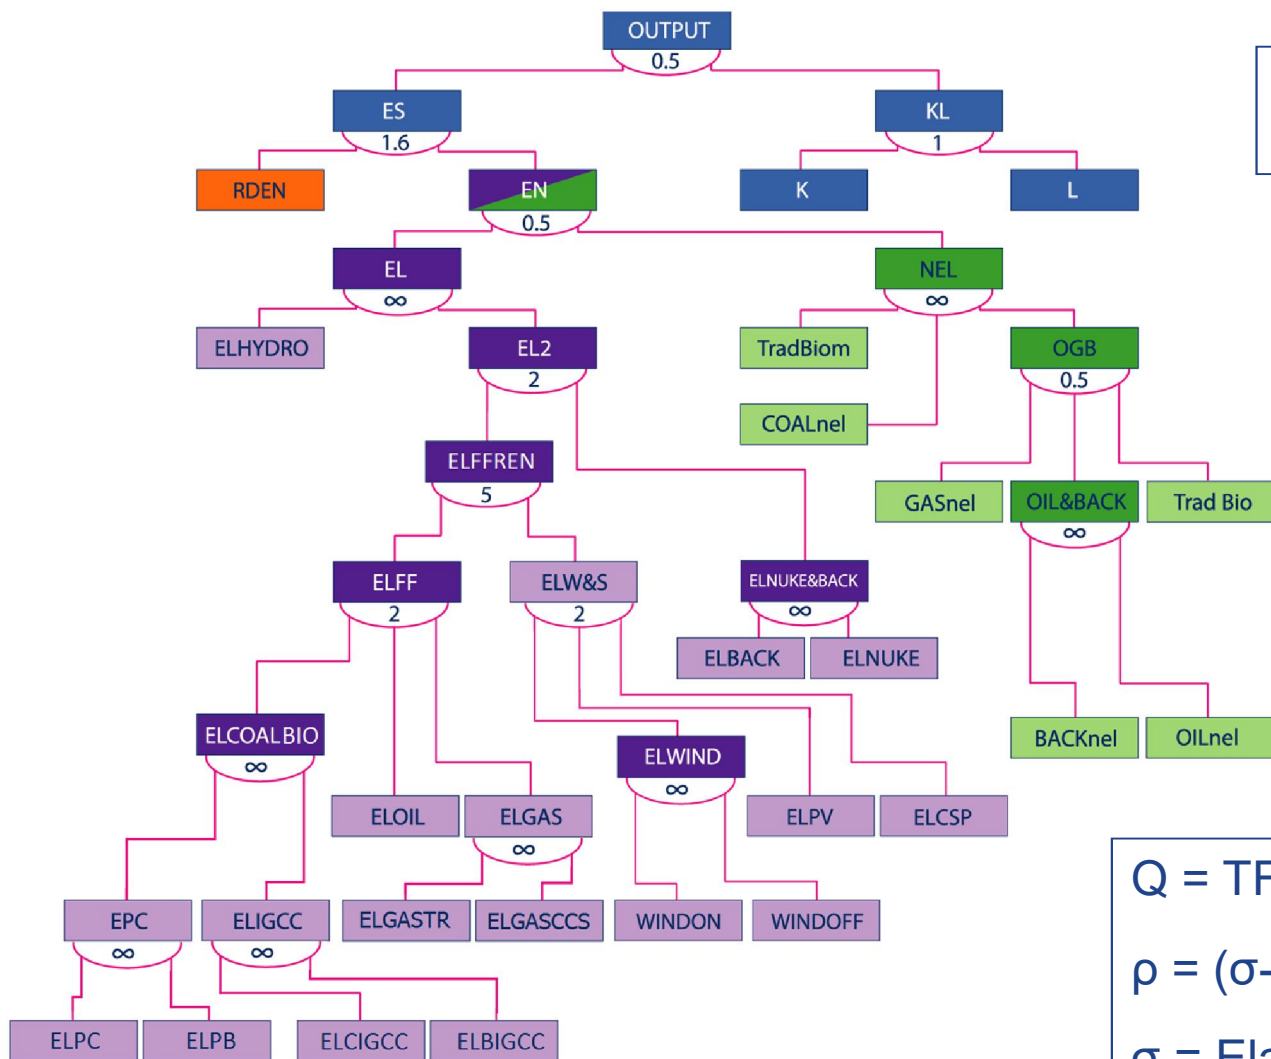 OUTPUT
0.5
ES
KL
1.6
1
RDEN
EN
K
L
0.5
EL
NEL
∞
∞
ELHYDRO
EL2
TradBiom
OGB
2
0.5
COALnel
ELFFREN
5
GASnel
OIL&BACK
Trad Bio
∞
ELFF
ELW&S
ELNUKE&BACK
2
2
∞
ELBACK
ELNUKE
ELCOALBIO
∞
ELWIND
∞
BACKnel
OILnel
ELOIL
ELGAS
∞
ELPV
ELCSP
EPC
∞
ELIGCC
∞
ELGASTR
ELGASCCS
WINDON
WINDOFF
ELPC
ELPB
ELCIGCC
ELBIGCC
Q = TF
ρ = (σ-
σ = Ela